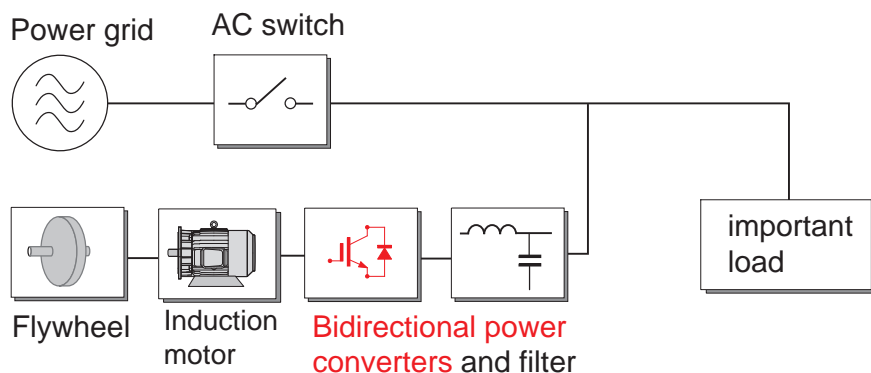 Power grid
AC switch
important
load
Flywheel
Induction
motor
Bidirectional power
converters and filter